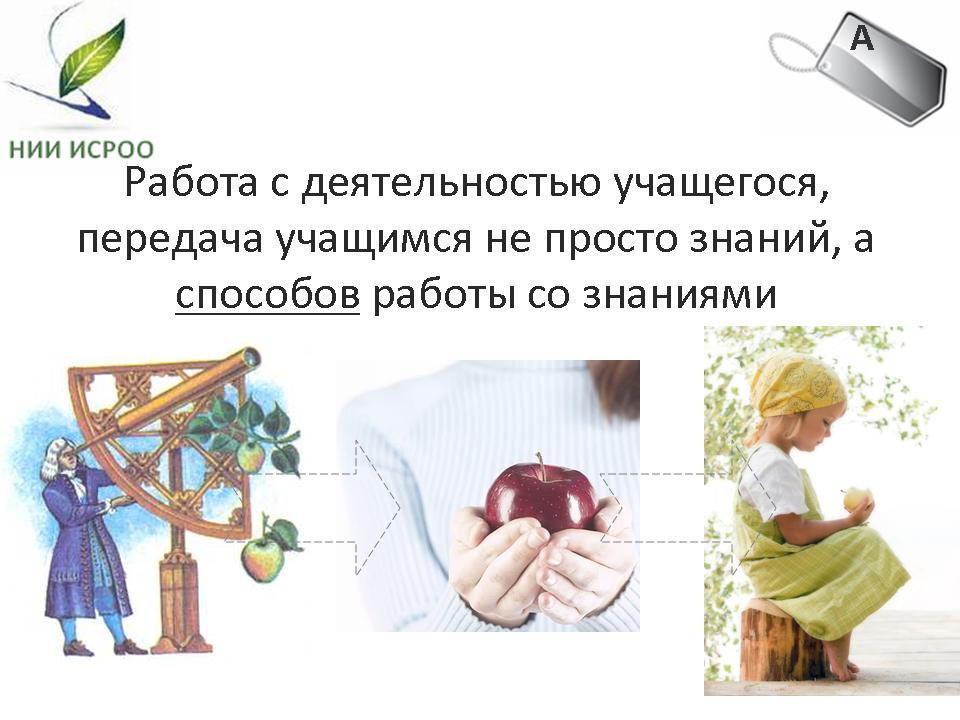 А
НИИ ИСРОО
Работа с деятельностью учащегося,
передача учащимся не просто знаний, а
способов работы со знаниями